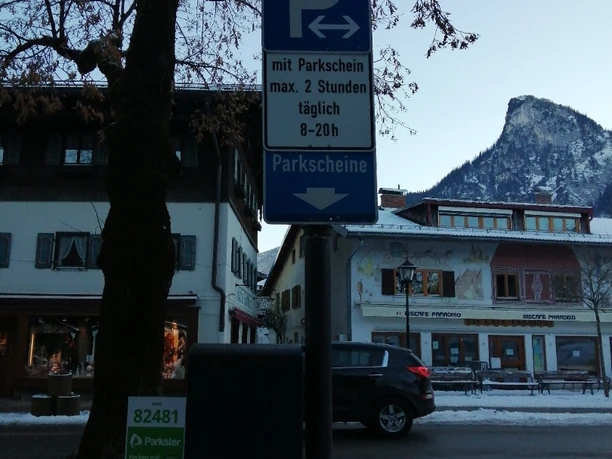 P
mit Parkschein
max. 2 Stunden
täglich
8-20h
Parkscheine
EISCAFE PARADISO
EISCAFE PARADISO
82481
Parkster